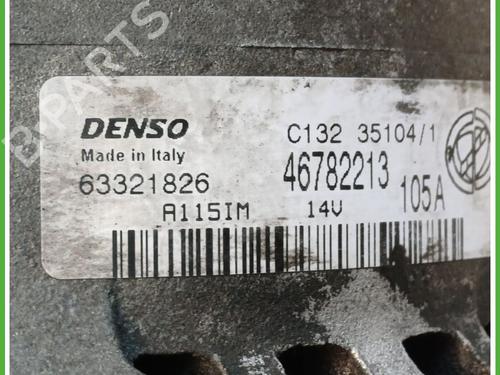 B-PARTS
DENSO
Made in Italy
63321826
A115IM
C132 35104/1
46782213
14V
105A